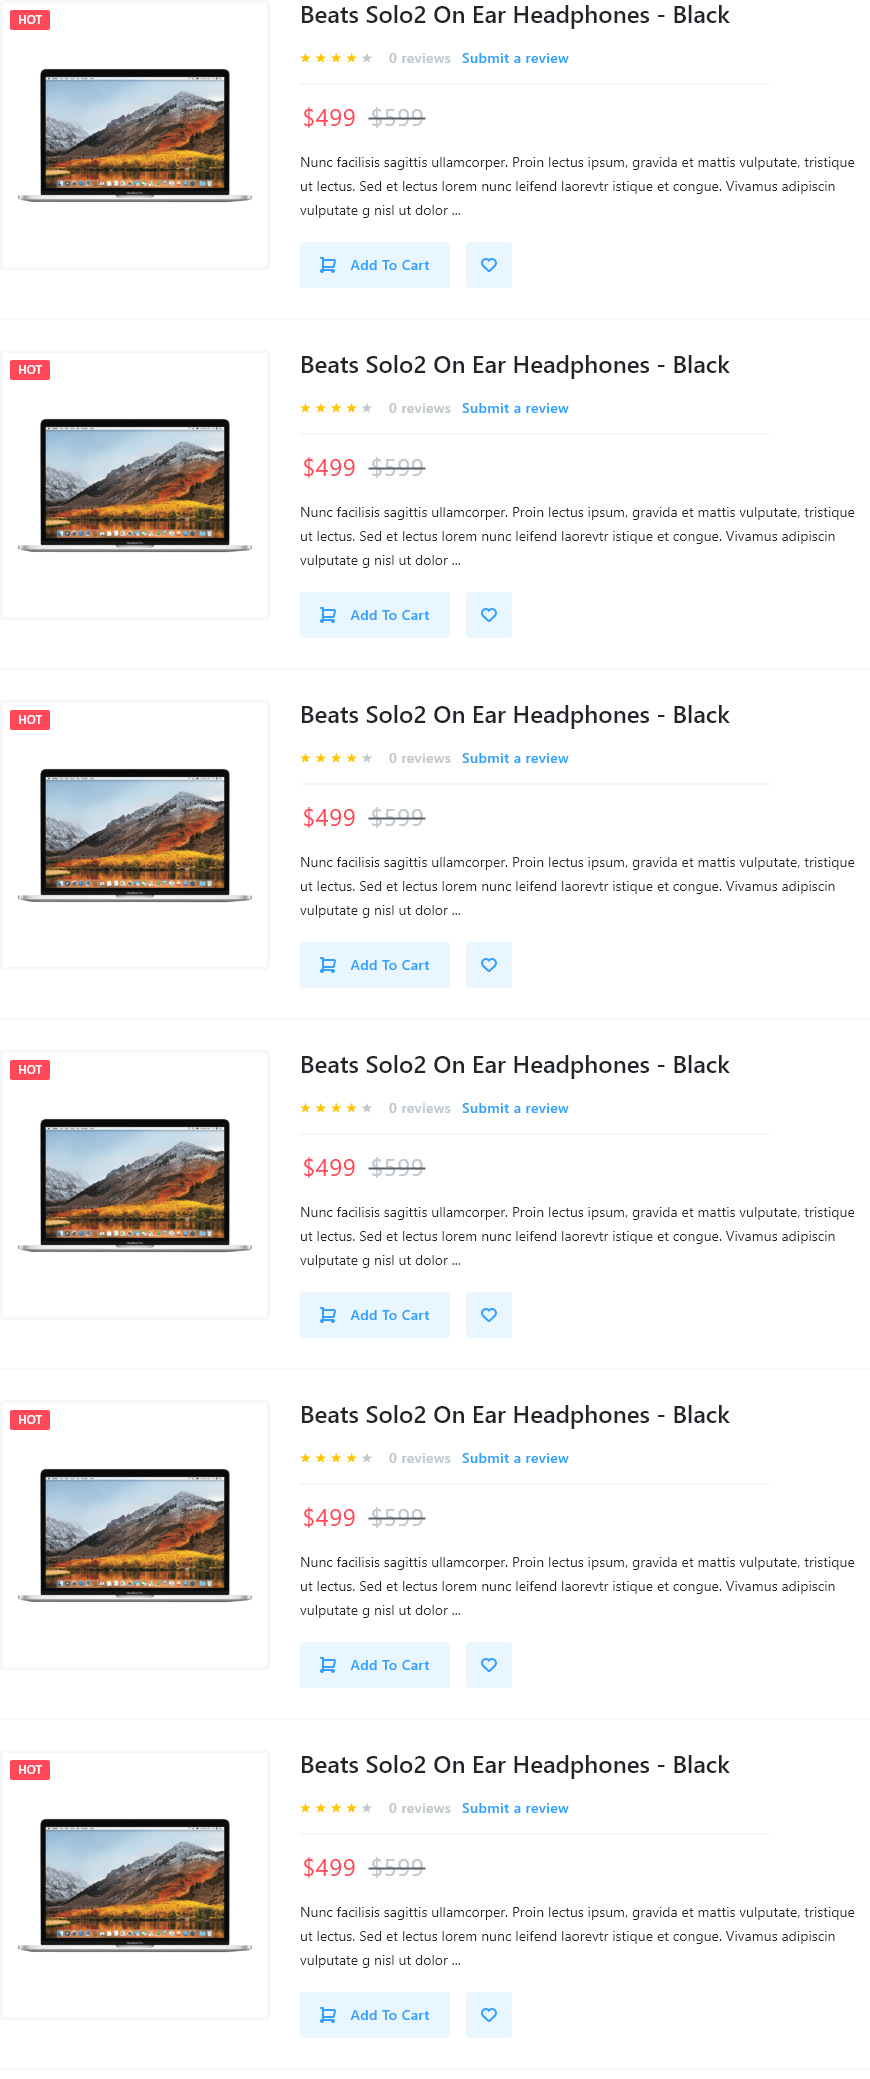 HOT
Beats Solo2 On Ear Headphones - Black
0 reviews Submit a review
$499 $599
Nunc facilisis sagittis ullamcorper. Proin lectus ipsum, gravida et mattis vulputate, tristique
ut lectus. Sed et lectus lorem nunc leifend laorevtr istique et congue. Vivamus adipiscin
vulputate g nisl ut dolor ...
Add To Cart
HOT
Beats Solo2 On Ear Headphones - Black
0 reviews Submit a review
$499 $599
Nunc facilisis sagittis ullamcorper. Proin lectus ipsum, gravida et mattis vulputate, tristique
ut lectus. Sed et lectus lorem nunc leifend laorevtr istique et congue. Vivamus adipiscin
vulputate g nisl ut dolor ...
Add To Cart
HOT
Beats Solo2 On Ear Headphones - Black
0 reviews Submit a review
$499 $599
Nunc facilisis sagittis ullamcorper. Proin lectus ipsum, gravida et mattis vulputate, tristique
ut lectus. Sed et lectus lorem nunc leifend laorevtr istique et congue. Vivamus adipiscin
vulputate g nisl ut dolor ...
Add To Cart
HOT
Beats Solo2 On Ear Headphones - Black
0 reviews Submit a review
$499 $599
Nunc facilisis sagittis ullamcorper. Proin lectus ipsum, gravida et mattis vulputate, tristique
ut lectus. Sed et lectus lorem nunc leifend laorevtr istique et congue. Vivamus adipiscin
vulputate g nisl ut dolor ...
Add To Cart
HOT
Beats Solo2 On Ear Headphones - Black
0 reviews Submit a review
$499 $599
Nunc facilisis sagittis ullamcorper. Proin lectus ipsum, gravida et mattis vulputate, tristique
ut lectus. Sed et lectus lorem nunc leifend laorevtr istique et congue. Vivamus adipiscin
vulputate g nisl ut dolor ...
Add To Cart
HOT
Beats Solo2 On Ear Headphones - Black
0 reviews Submit a review
$499 $599
Nunc facilisis sagittis ullamcorper. Proin lectus ipsum, gravida et mattis vulputate, tristique
ut lectus. Sed et lectus lorem nunc leifend laorevtr istique et congue. Vivamus adipiscin
vulputate g nisl ut dolor ...
Add To Cart